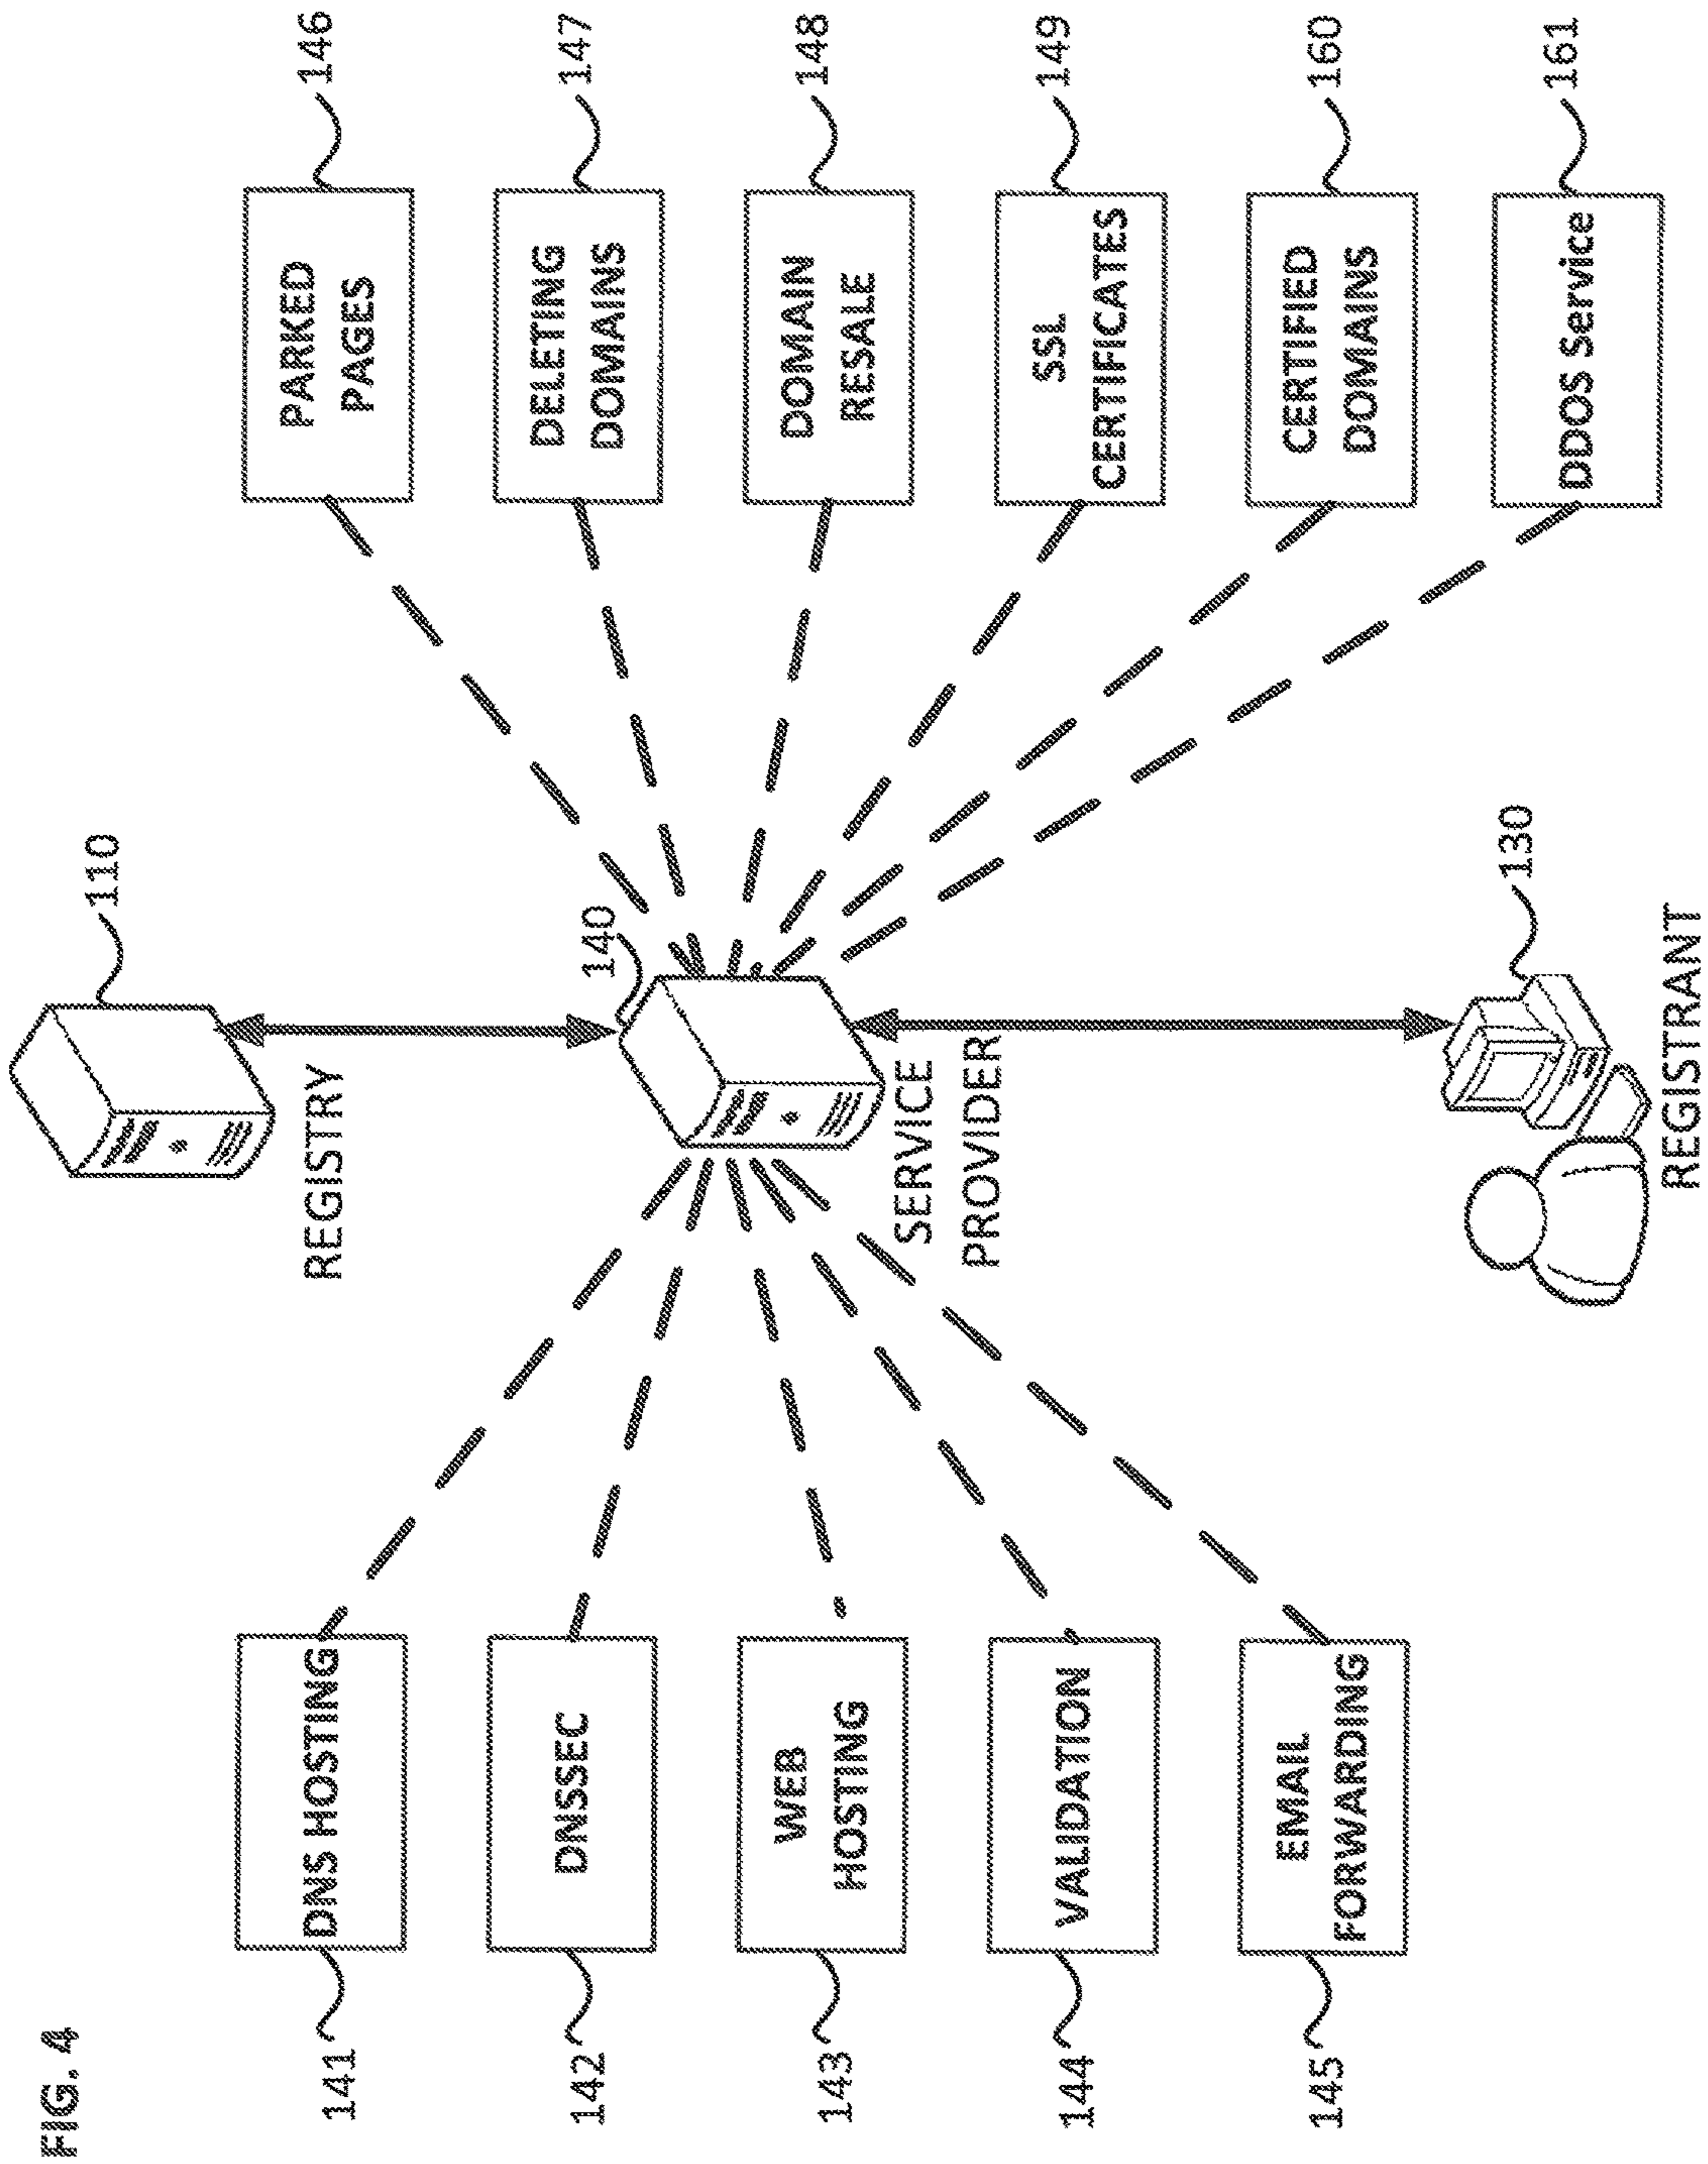 FIG. 4
110
REGISTRY
140
SERVICE
PROVIDER
130
REGISTRANT
141
DNS HOSTING
142
DNSSEC
143
WEB
HOSTING
144
VALIDATION
145
EMAIL
FORWARDING
PARKED
PAGES
146
DELETING
DOMAINS
147
DOMAIN
RESALE
148
SSL
CERTIFICATES
149
CERTIFIED
DOMAINS
160
DDOS Service
161